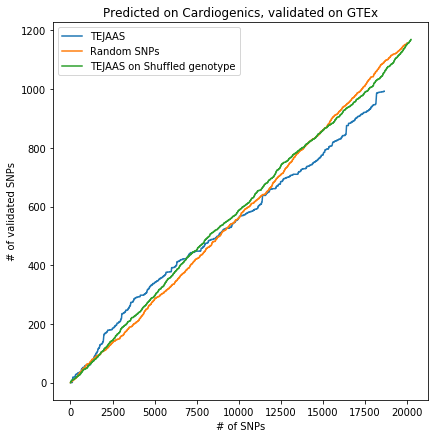 Predicted on Cardiogenics, validated on GTEx
TEJAAS
Random SNPs
TEJAAS on Shuffled genotype
1200
1000
800
600
400
200
0
# of validated SNPs
0 2500 5000 7500 10000 12500 15000 17500 20000
# of SNPs